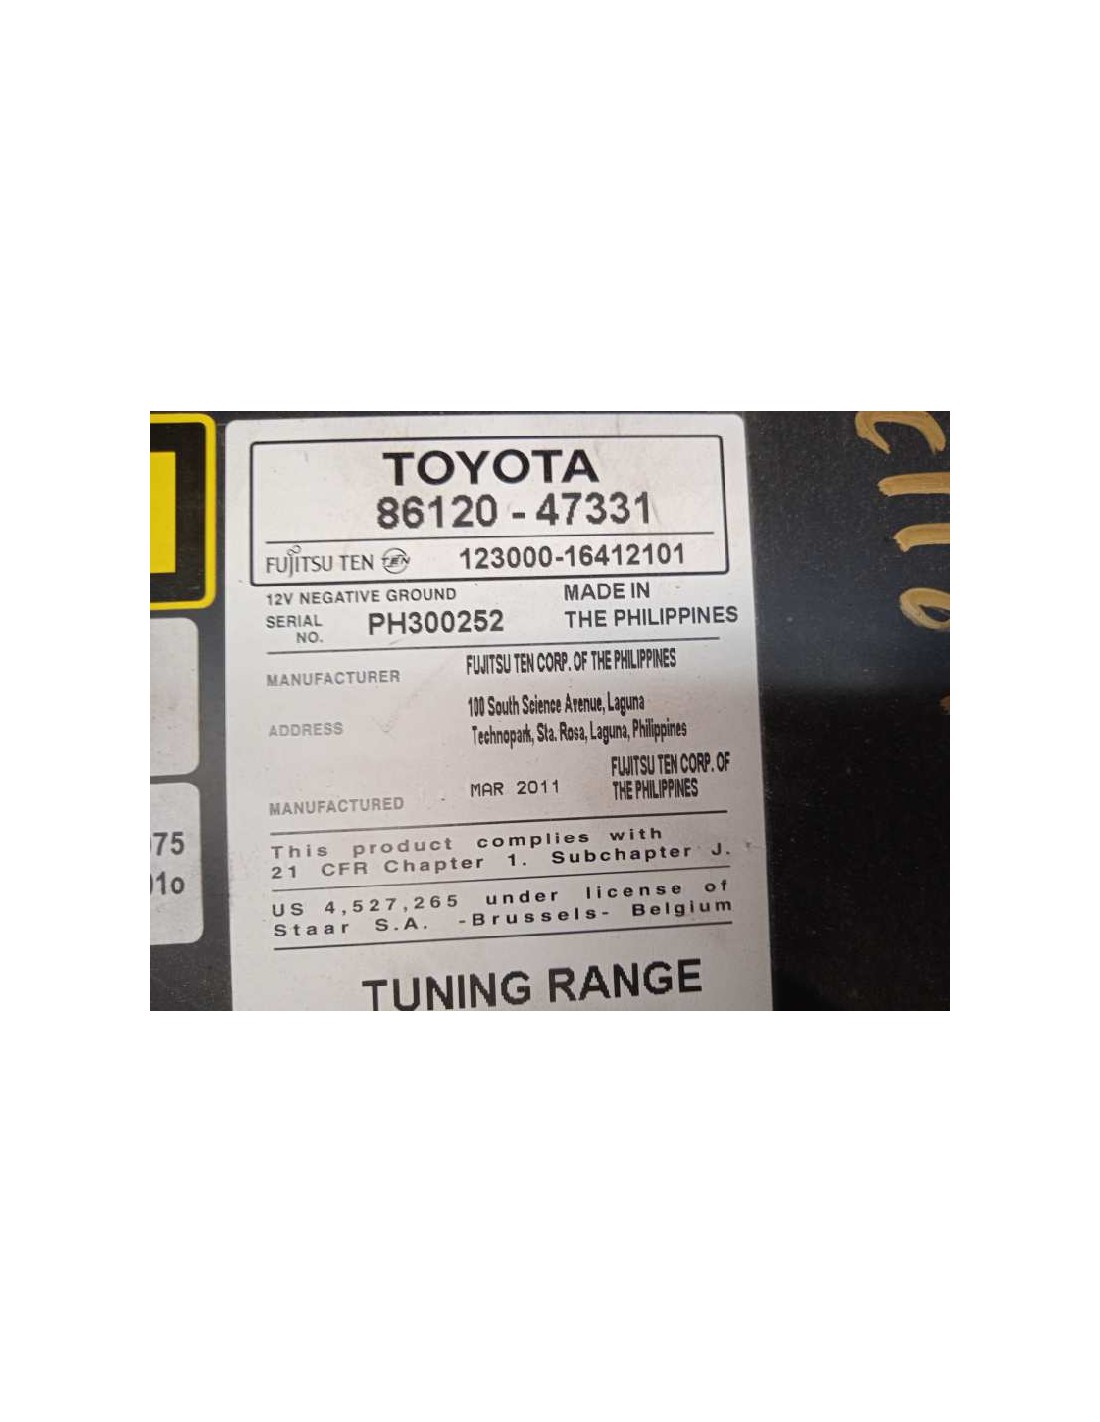 TOYOTA
86120 - 47331
FUJITSU TEN TEN 123000-16412101
12V NEGATIVE GROUND MADE IN
SERIAL NO. PH300252 THE PHILIPPINES
MANUFACTURER FUJITSU TEN CORP. OF THE PHILIPPINES
100 South Science Avenue, Laguna
ADDRESS Technopark, Sta. Rosa, Laguna, Philippines
FUJITSU TEN CORP. OF
MANUFACTURED MAR 2011 THE PHILIPPINES
This product complies with
21 CFR Chapter 1. Subchapter J.
US 4,527,265 under license of
Staar S.A. -Brussels- Belgium
TUNING RANGE
75
1o